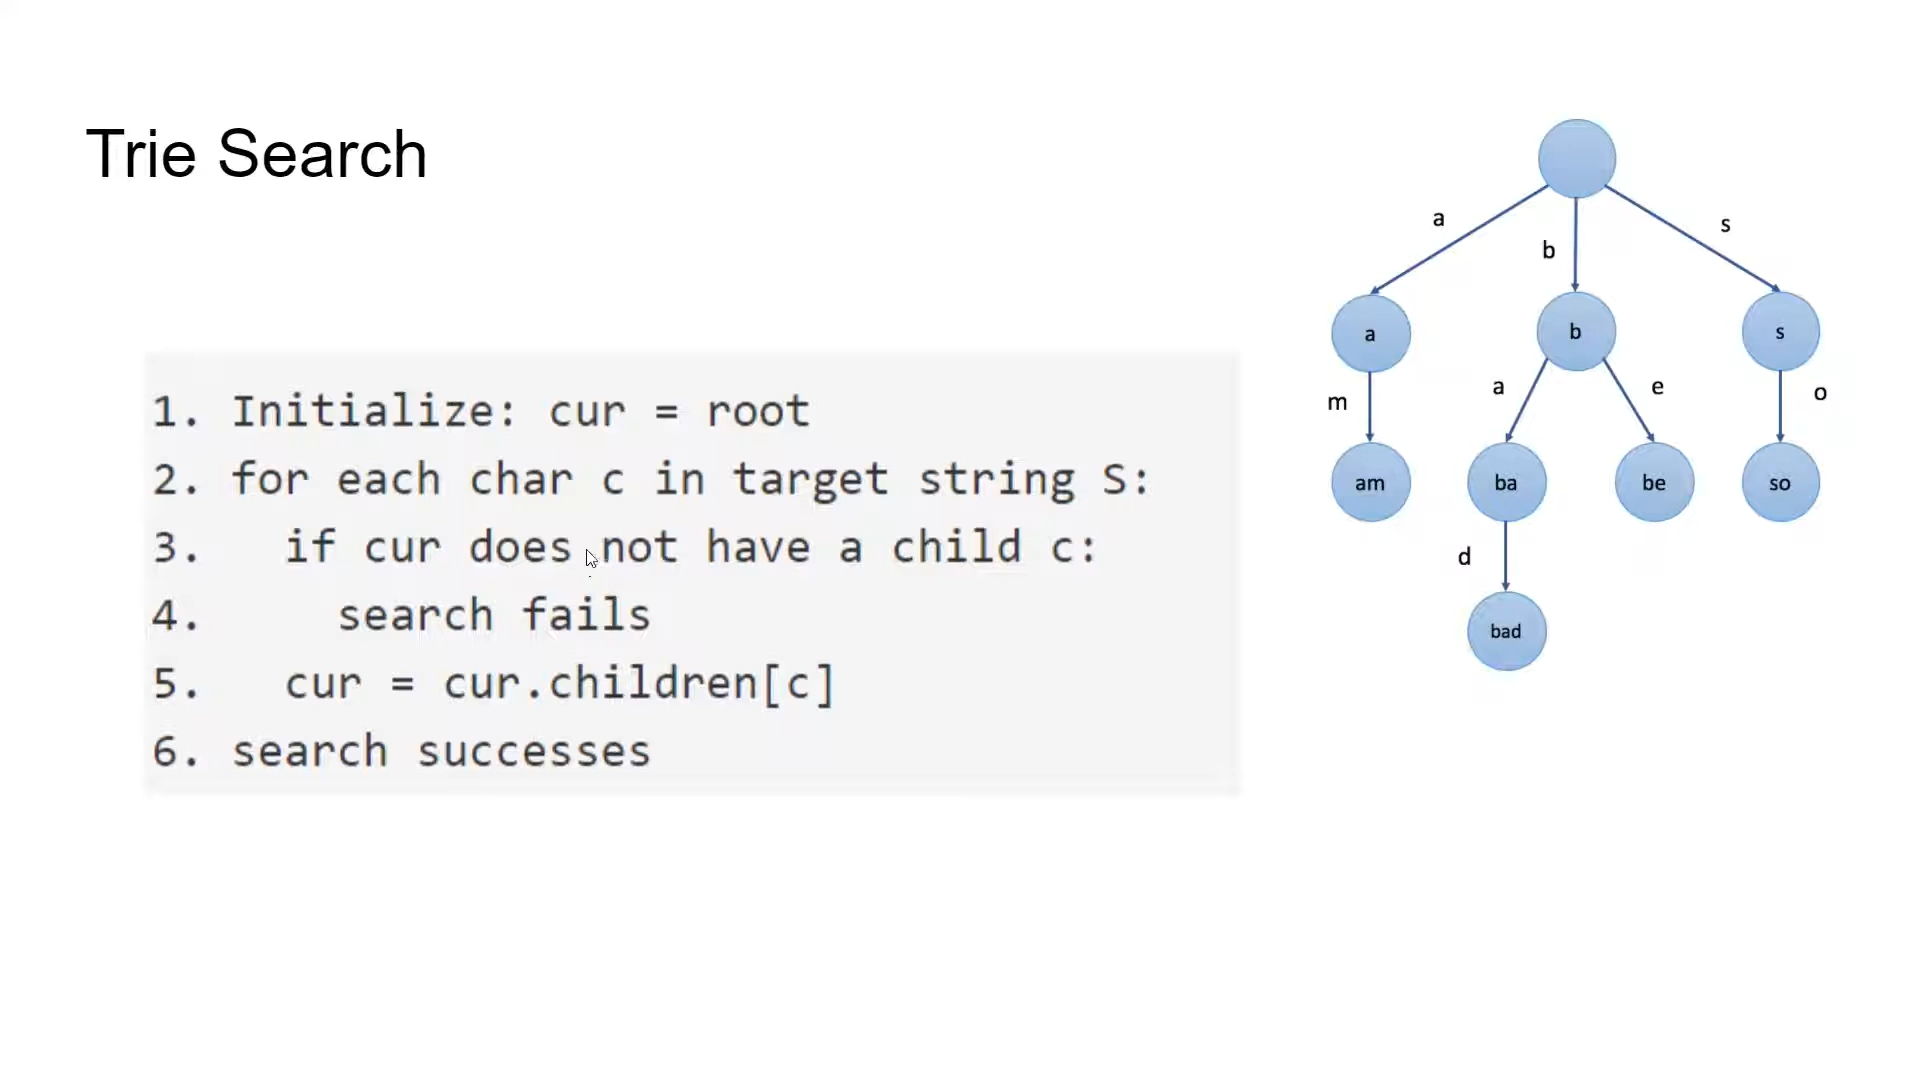 Trie Search
1. Initialize: cur = root
2. for each char c in target string S:
3. if cur does not have a child c:
4. search fails
5. cur = cur.children[c]
6. search successes
a
b
s
a
b
s
m
a
e
o
am
ba
be
so
d
bad